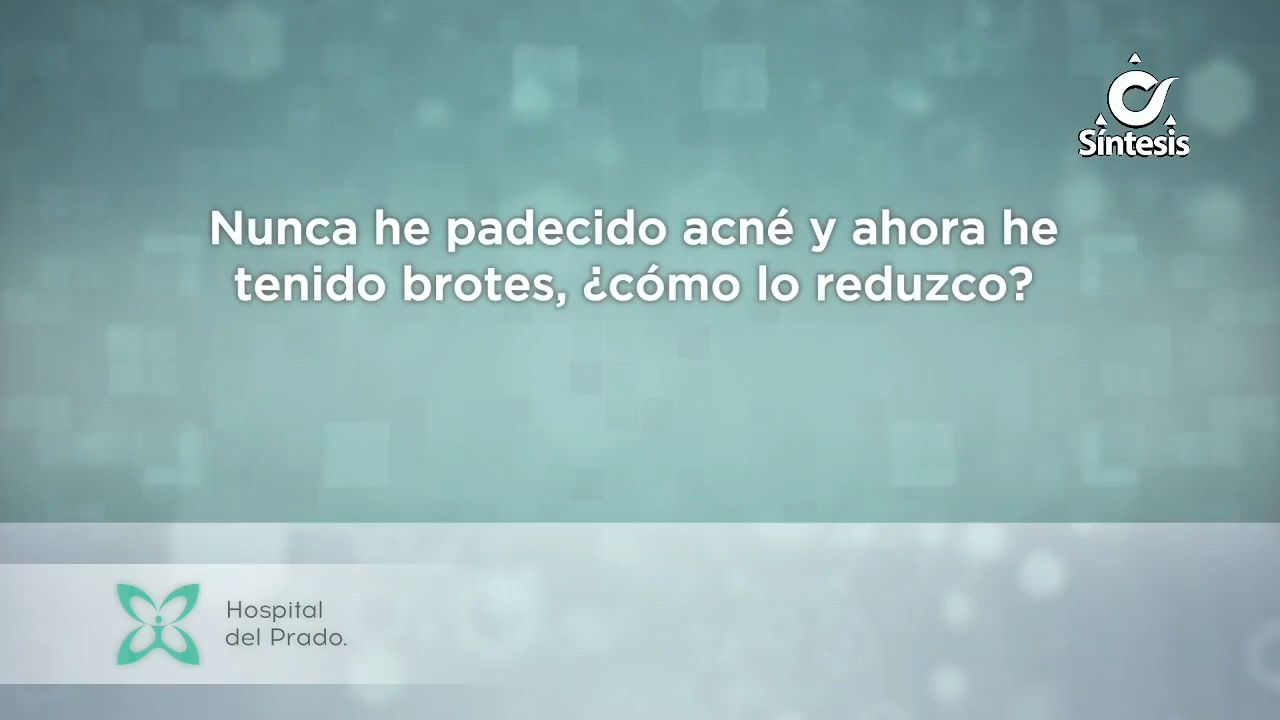 Síntesis
Nunca he padecido acné y ahora he
tenido brotes, ¿cómo lo reduzco?
Hospital
del Prado.